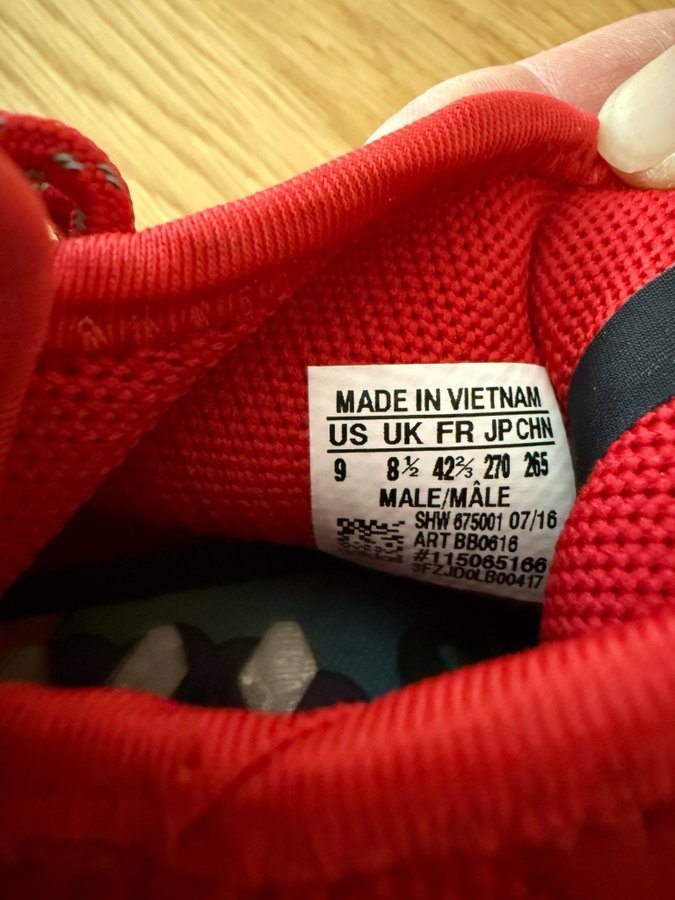 MADE IN VIETNAM
US UK FR JP CHN
9 8½ 42⅔ 270 265
MALE/MÂLE
SHW 675001 07/16
ART BB0616
#115065166
3FZJD0LB00417